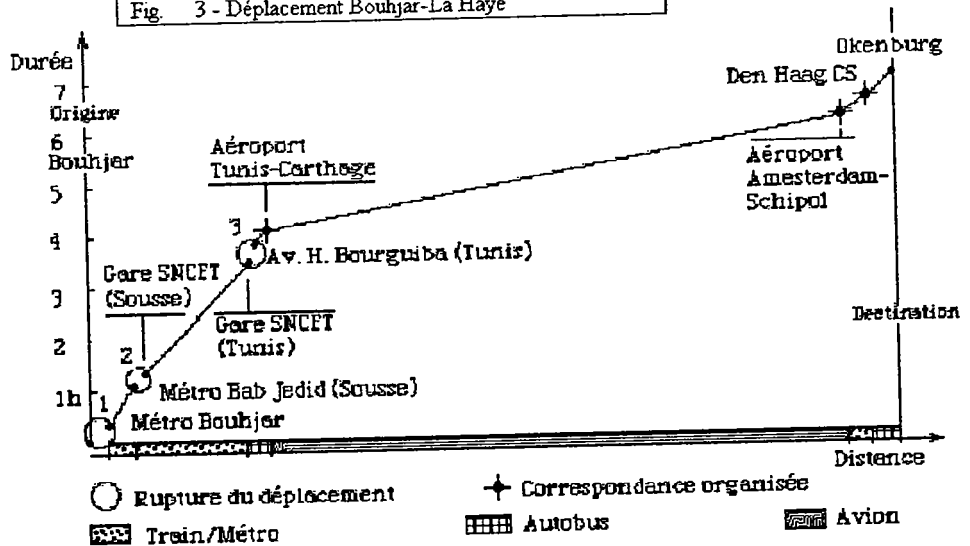 Fig. 3 - Déplacement Bouhjar-La Haye
Durée
Okenburg
Den Haag CS
7
Origine
6
Bouhjar
Aéroport
Tunis-Carthage
Aéroport
Amesterdam-
Schipol
5
4
3
Av. H. Bourguiba (Tunis)
Gare SNCFT
(Sousse)
3
Gare SNCFT
(Tunis)
Destination
2
2
Métro Bab Jedid (Sousse)
1h
1
Métro Bouhjar
Distance
Rupture du déplacement
Correspondance organisée
Train/Métro
Autobus
Avion